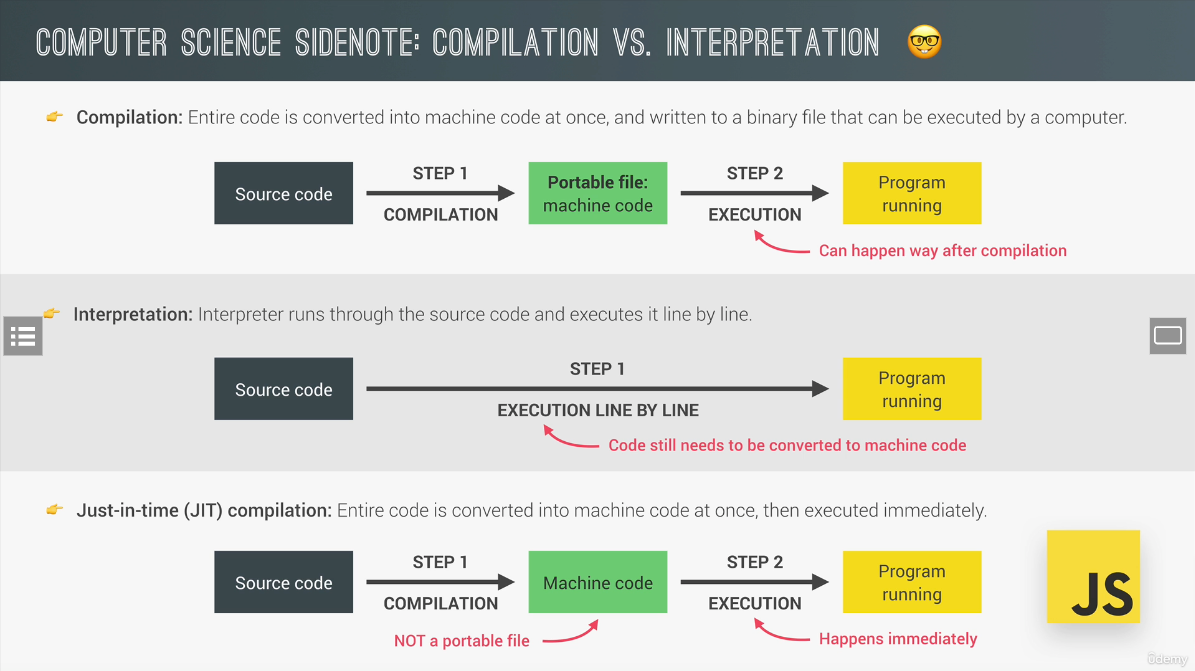 COMPUTER SCIENCE SIDENOTE: COMPILATION VS. INTERPRETATION 🤓
👉 Compilation: Entire code is converted into machine code at once, and written to a binary file that can be executed by a computer.
Source code
STEP 1
COMPILATION
Portable file:
machine code
STEP 2
EXECUTION
Program
running
Can happen way after compilation
👉 Interpretation: Interpreter runs through the source code and executes it line by line.
Source code
STEP 1
EXECUTION LINE BY LINE
Program
running
Code still needs to be converted to machine code
👉 Just-in-time (JIT) compilation: Entire code is converted into machine code at once, then executed immediately.
Source code
STEP 1
COMPILATION
Machine code
NOT a portable file
STEP 2
EXECUTION
Program
running
Happens immediately
JS
udemy